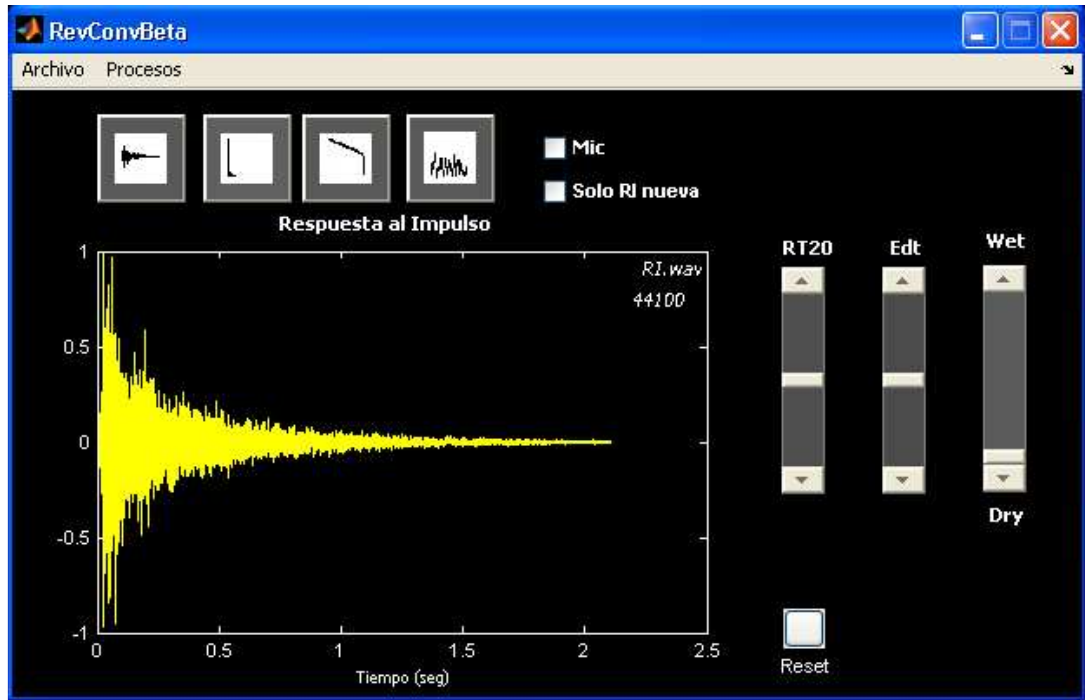 RevConvBeta
Archivo Procesos
Mic
Solo RI nueva
Respuesta al Impulso
RI.wav
44100
1
0.5
0
-0.5
-1
0 0.5 1 1.5 2 2.5
Tiempo (seg)
RT20 Edt Wet
Dry
Reset